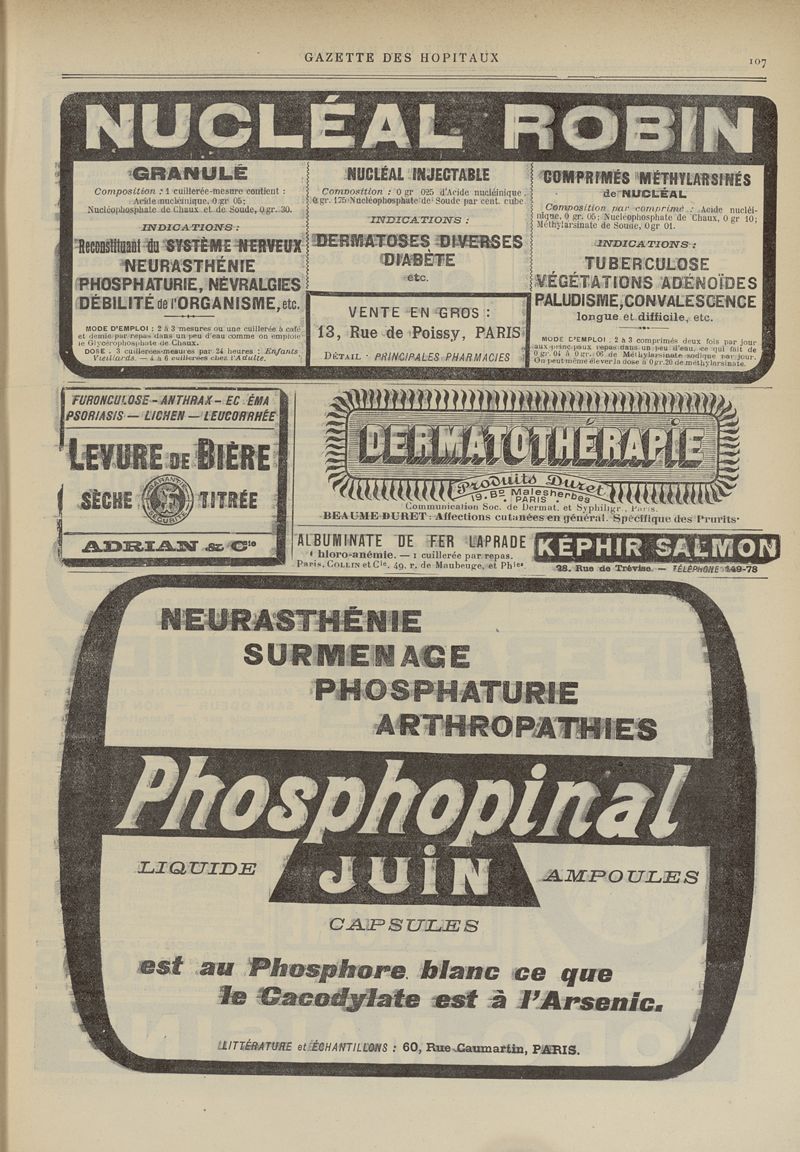 GAZETTE DES HOPITAUX
107
NUCLÉAL ROBIN
GRANULÉ
Composition : 1 cuillerée-mesure contient :
Acide nucléinique, 0 gr 05;
Nucléophosphate de Chaux et de Soude, 0 gr. 30.
INDICATIONS :
Reconstituant du SYSTÈME NERVEUX
NEURASTHÉNIE
PHOSPHATURIE, NÉVRALGIES
DÉBILITÉ de l'ORGANISME, etc.
MODE D'EMPLOI : 2 à 3 mesures ou une cuillerée à café
et demie par repas dans un peu d'eau comme on emploie
le Glycérophosphate de Chaux.
DOSE : 3 cuillerées-mesures par 24 heures : Enfants
Vieillards. — 4 à 6 cuillerées chez l'Adulte.
NUCLÉAL INJECTABLE
Composition : 0 gr 025 d'Acide nucléinique.
0 gr. 175 Nucléophosphate de Soude par cent. cube
INDICATIONS :
DERMATOSES DIVERSES
DIABÈTE
etc.
VENTE EN GROS :
13, Rue de Poissy, PARIS
DÉTAIL : PRINCIPALES PHARMACIES
COMPRIMÉS MÉTHYLARSINÉS
de NUCLÉAL
Composition par comprimé : Acide nucléi-
nique, 0 gr. 05; Nucléophosphate de Chaux, 0 gr 10;
Méthylarsinate de Soude, 0 gr 01.
INDICATIONS :
TUBERCULOSE
VÉGÉTATIONS ADÉNOÏDES
PALUDISME, CONVALESCENCE
longue et difficile, etc.
MODE D'EMPLOI : 2 à 3 comprimés deux fois par jour
aux principaux repas dans un peu d'eau, ce qui fait de
0 gr. 04 à 0 gr. 06 de Méthylarsinate sodique par jour.
On peut même élever la dose à 0 gr. 20 de méthylarsinate.
FURONCULOSE - ANTHRAX - EC ÉMA
PSORIASIS — LICHEN — LEUCORRHÉE
LEVURE DE BIÈRE
SÈCHE TITRÉE
GARANTIE
SÉCURITÉ
ADRIAN & Cie
DERMATOTHÉRAPIE
Produits Duret
19. Bd Malesherbes
PARIS
Communication Soc. de Dermat. et Syphiligr., Paris.
BEAUME DURET : Affections cutanées en général. Spécifique des Prurits.
ALBUMINATE DE FER LAPRADE
hloro-anémie. — 1 cuillerée par repas.
Paris, COLLIN et Cie, 49, r. de Maubeuge, et Phies
KÉPHIR SALMON
28, Rue de Trévise. — TÉLÉPHONE 149-78
NEURASTHÉNIE
SURMENAGE
PHOSPHATURIE
ARTHROPATHIES
Phosphopinal
JUIN
LIQUIDE
AMPOULES
CAPSULES
est au Phosphore blanc ce que
le Cacodylate est à l'Arsenic.
LITTÉRATURE et ÉCHANTILLONS : 60, Rue Caumartin, PARIS.